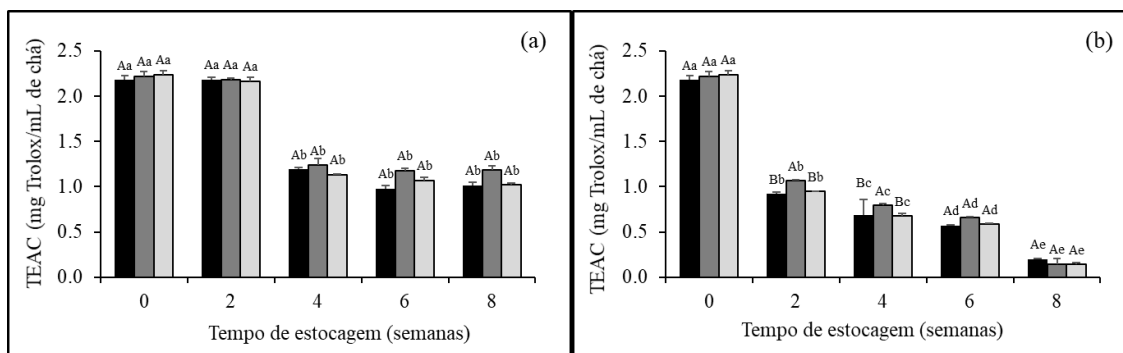 (a)
TEAC (mg Trolox/mL de chá)
2.5
2.0
1.5
1.0
0.5
0.0
Aa Aa Aa
Aa Aa Aa
Ab Ab Ab
Ab Ab Ab
Ab Ab Ab
0 2 4 6 8
Tempo de estocagem (semanas)
(b)
TEAC (mg Trolox/mL de chá)
2.5
2.0
1.5
1.0
0.5
0.0
Aa Aa Aa
Bb Ab Bb
Bc Ac Bc
Ad Ad Ad
Ae Ae Ae
0 2 4 6 8
Tempo de estocagem (semanas)